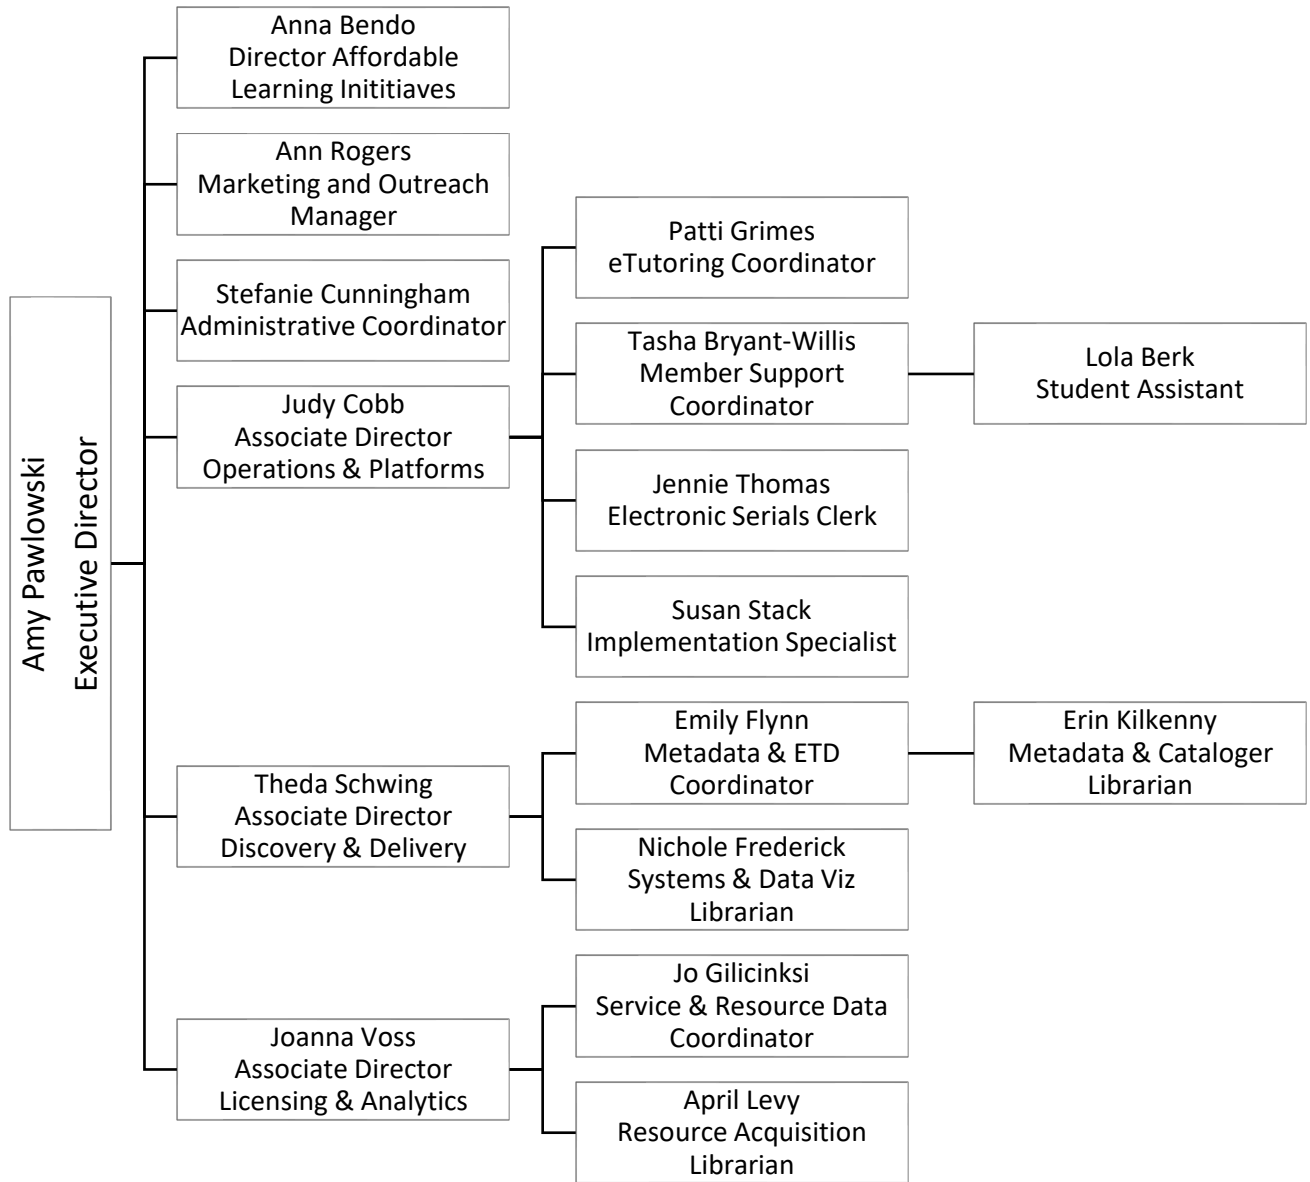 Amy Pawlowski
Executive Director
Anna Bendo
Director Affordable
Learning Inititiaves
Ann Rogers
Marketing and Outreach
Manager
Stefanie Cunningham
Administrative Coordinator
Judy Cobb
Associate Director
Operations & Platforms
Patti Grimes
eTutoring Coordinator
Tasha Bryant-Willis
Member Support
Coordinator
Lola Berk
Student Assistant
Jennie Thomas
Electronic Serials Clerk
Susan Stack
Implementation Specialist
Theda Schwing
Associate Director
Discovery & Delivery
Emily Flynn
Metadata & ETD
Coordinator
Erin Kilkenny
Metadata & Cataloger
Librarian
Nichole Frederick
Systems & Data Viz
Librarian
Joanna Voss
Associate Director
Licensing & Analytics
Jo Gilicinksi
Service & Resource Data
Coordinator
April Levy
Resource Acquisition
Librarian